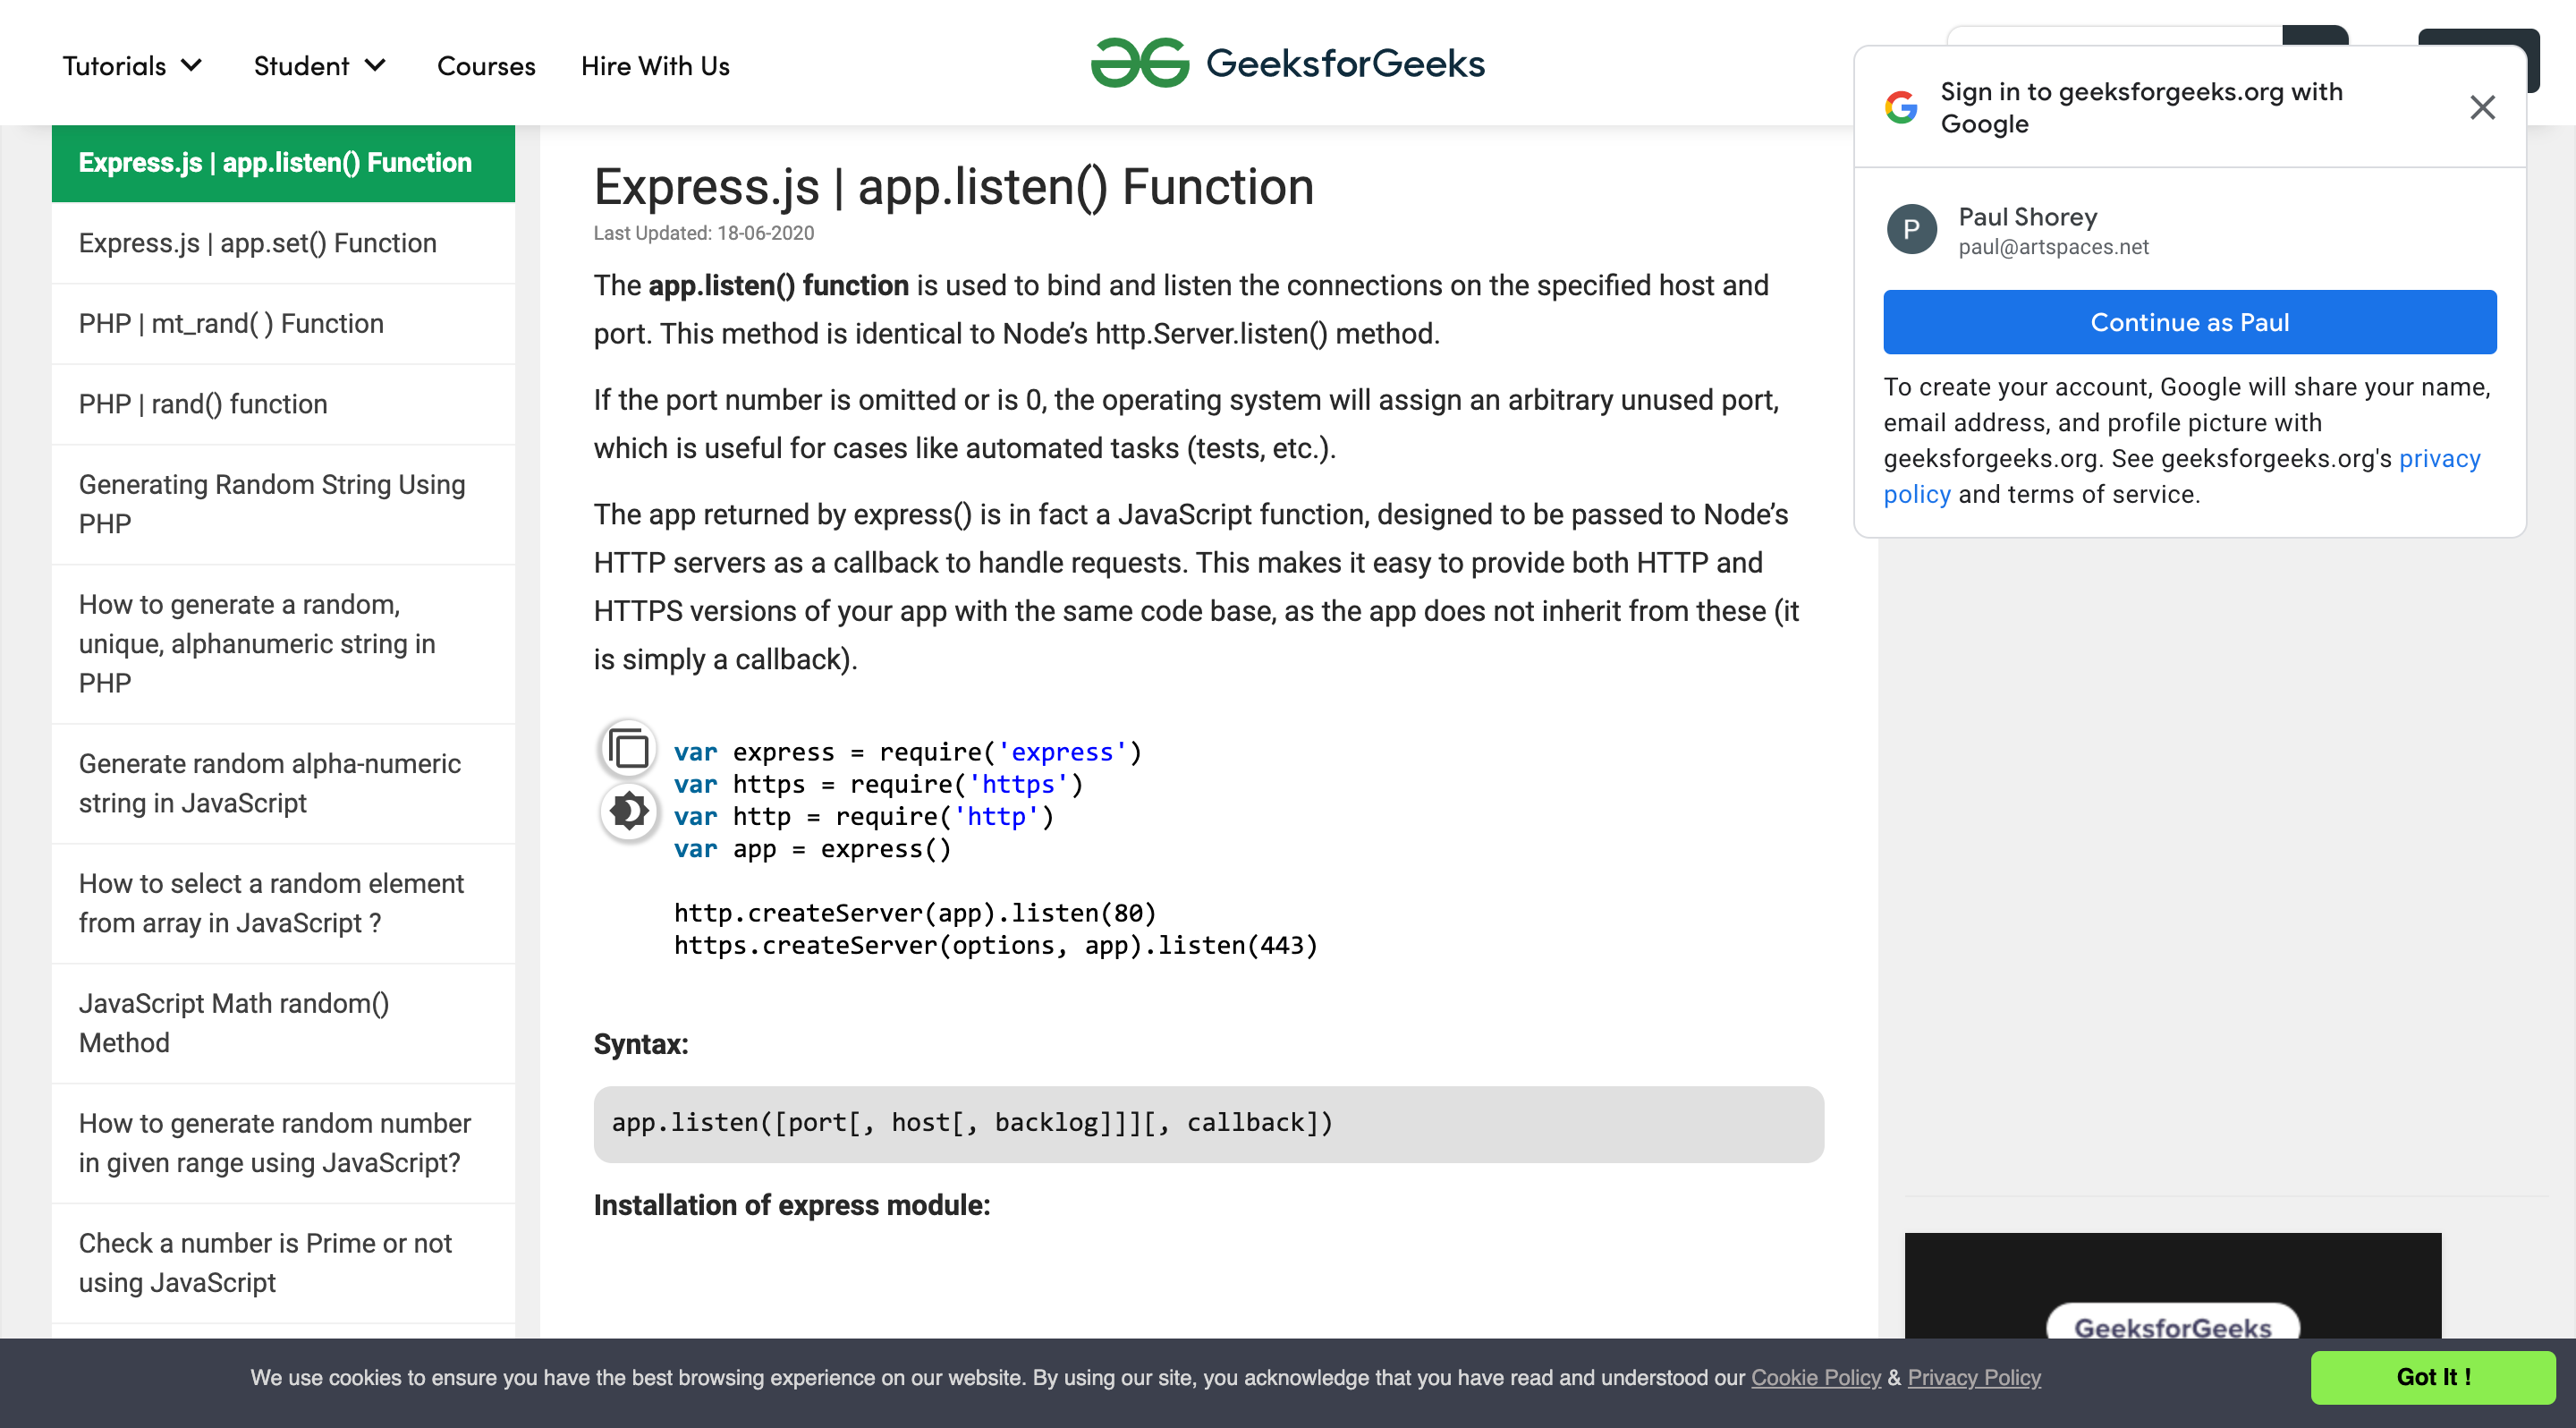 Tutorials
Student
Courses
Hire With Us
GeeksforGeeks
Sign in to geeksforgeeks.org with
Google
P
Paul Shorey
paul@artspaces.net
Continue as Paul
To create your account, Google will share your name,
email address, and profile picture with
geeksforgeeks.org. See geeksforgeeks.org's privacy
policy and terms of service.
Express.js | app.listen() Function
Express.js | app.set() Function
PHP | mt_rand( ) Function
PHP | rand() function
Generating Random String Using
PHP
How to generate a random,
unique, alphanumeric string in
PHP
Generate random alpha-numeric
string in JavaScript
How to select a random element
from array in JavaScript ?
JavaScript Math random()
Method
How to generate random number
in given range using JavaScript?
Check a number is Prime or not
using JavaScript
Express.js | app.listen() Function
Last Updated: 18-06-2020
The app.listen() function is used to bind and listen the connections on the specified host and
port. This method is identical to Node’s http.Server.listen() method.
If the port number is omitted or is 0, the operating system will assign an arbitrary unused port,
which is useful for cases like automated tasks (tests, etc.).
The app returned by express() is in fact a JavaScript function, designed to be passed to Node’s
HTTP servers as a callback to handle requests. This makes it easy to provide both HTTP and
HTTPS versions of your app with the same code base, as the app does not inherit from these (it
is simply a callback).
var express = require('express')
var https = require('https')
var http = require('http')
var app = express()
http.createServer(app).listen(80)
https.createServer(options, app).listen(443)
Syntax:
app.listen([port[, host[, backlog]]][, callback])
Installation of express module:
GeeksforGeeks
We use cookies to ensure you have the best browsing experience on our website. By using our site, you acknowledge that you have read and understood our Cookie Policy & Privacy Policy
Got It !